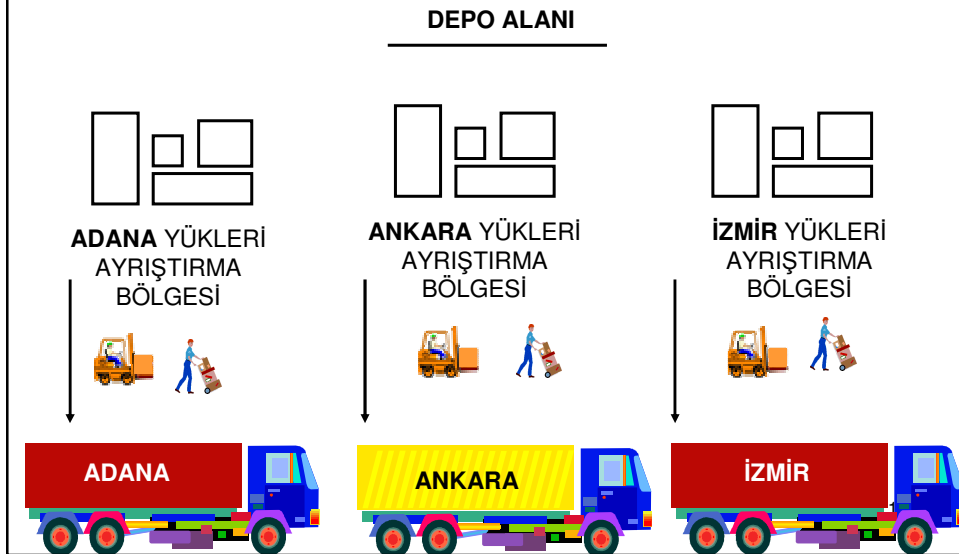 DEPO ALANI
ADANA YÜKLERİ
AYRIŞTIRMA
BÖLGESİ
ANKARA YÜKLERİ
AYRIŞTIRMA
BÖLGESİ
İZMİR YÜKLERİ
AYRIŞTIRMA
BÖLGESİ
ADANA
ANKARA
İZMİR